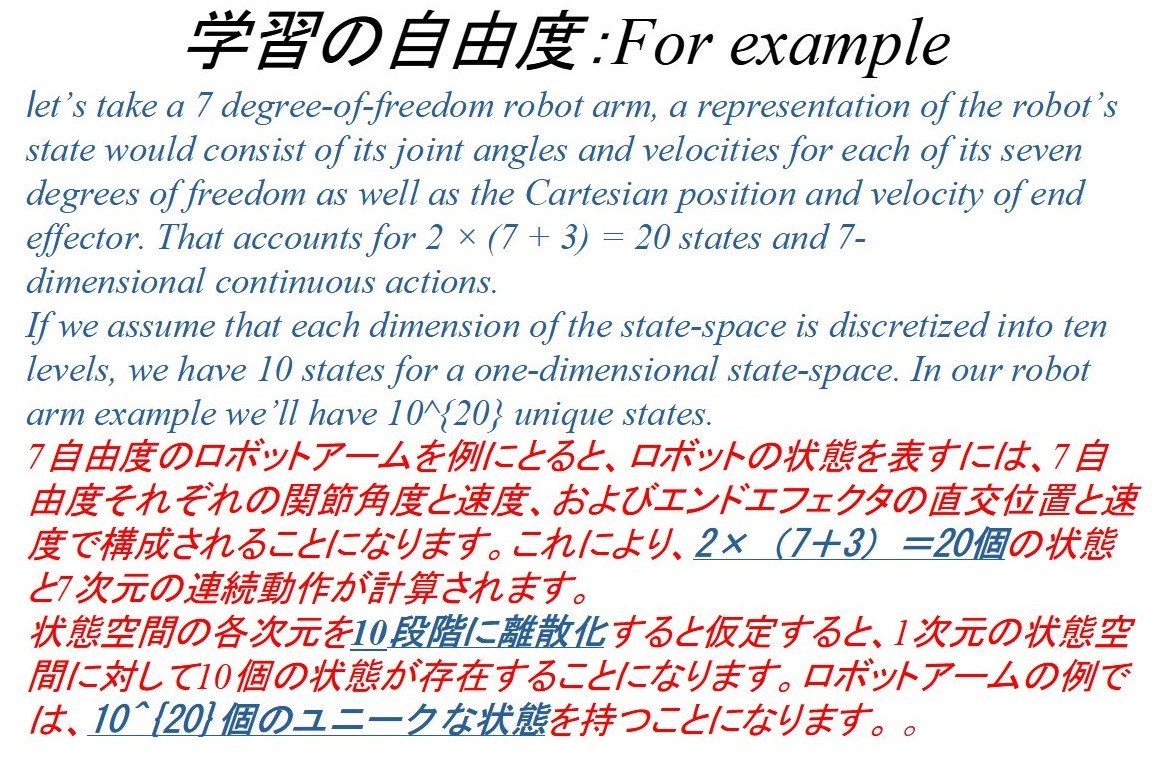 学習の自由度:For example
let’s take a 7 degree-of-freedom robot arm, a representation of the robot’s
state would consist of its joint angles and velocities for each of its seven
degrees of freedom as well as the Cartesian position and velocity of end
effector. That accounts for 2 × (7 + 3) = 20 states and 7-
dimensional continuous actions.
If we assume that each dimension of the state-space is discretized into ten
levels, we have 10 states for a one-dimensional state-space. In our robot
arm example we’ll have 10^{20} unique states.
7自由度のロボットアームを例にとると、ロボットの状態を表すには、7自
由度それぞれの関節角度と速度、およびエンドエフェクタの直交位置と速
度で構成されることになります。これにより、2×（7＋3）＝20個の状態
と7次元の連続動作が計算されます。
状態空間の各次元を10段階に離散化すると仮定すると、1次元の状態空
間に対して10個の状態が存在することになります。ロボットアームの例で
は、10^{20}個のユニークな状態を持つことになります。。